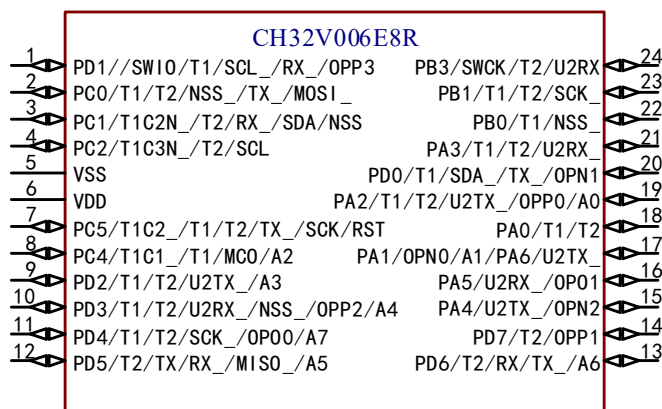 CH32V006E8R
1 PD1//SWIO/T1/SCL_/RX_/OPP3 PB3/SWCK/T2/U2RX 24
2 PC0/T1/T2/NSS_/TX_/MOSI_ PB1/T1/T2/SCK_ 23
3 PC1/T1C2N_/T2/RX_/SDA/NSS PB0/T1/NSS_ 22
4 PC2/T1C3N_/T2/SCL PA3/T1/T2/U2RX_ 21
5 VSS PD0/T1/SDA_/TX_/OPN1 20
6 VDD PA2/T1/T2/U2TX_/OPP0/A0 19
7 PC5/T1C2_/T1/T2/TX_/SCK/RST PA0/T1/T2 18
8 PC4/T1C1_/T1/MCO/A2 PA1/OPN0/A1/PA6/U2TX_ 17
9 PD2/T1/T2/U2TX_/A3 PA5/U2RX_/OPO1 16
10 PD3/T1/T2/U2RX_/NSS_/OPP2/A4 PA4/U2TX_/OPN2 15
11 PD4/T1/T2/SCK_/OPO0/A7 PD7/T2/OPP1 14
12 PD5/T2/TX/RX_/MISO_/A5 PD6/T2/RX/TX_/A6 13